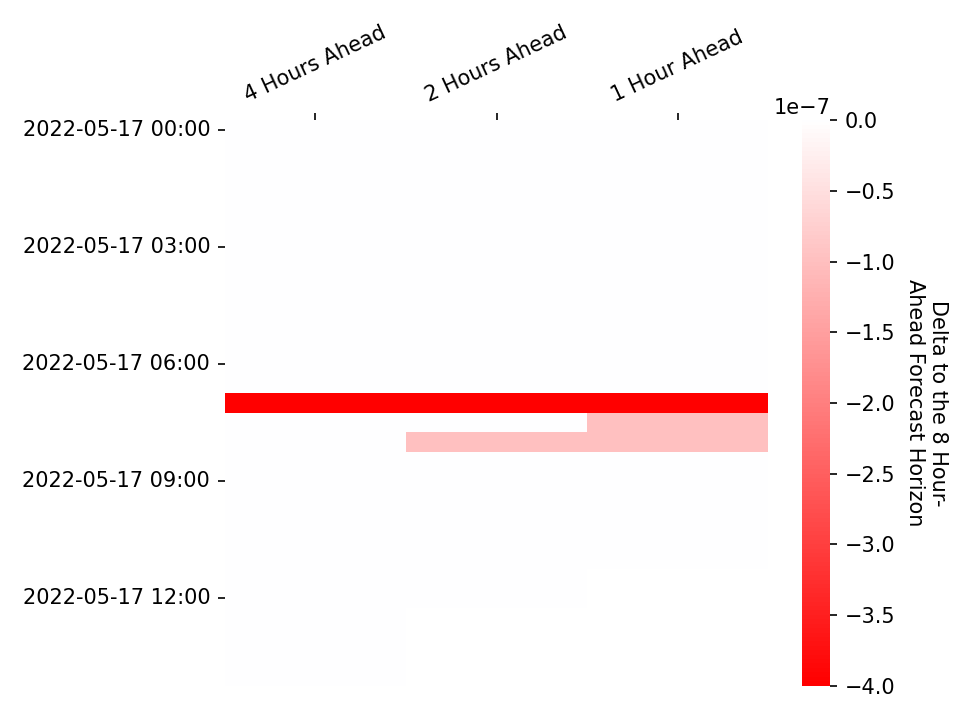 4 Hours Ahead
2 Hours Ahead
1 Hour Ahead
1e−7
2022-05-17 00:00
2022-05-17 03:00
2022-05-17 06:00
2022-05-17 09:00
2022-05-17 12:00
0.0
−0.5
−1.0
−1.5
−2.0
−2.5
−3.0
−3.5
−4.0
Delta to the 8 Hour-
Ahead Forecast Horizon